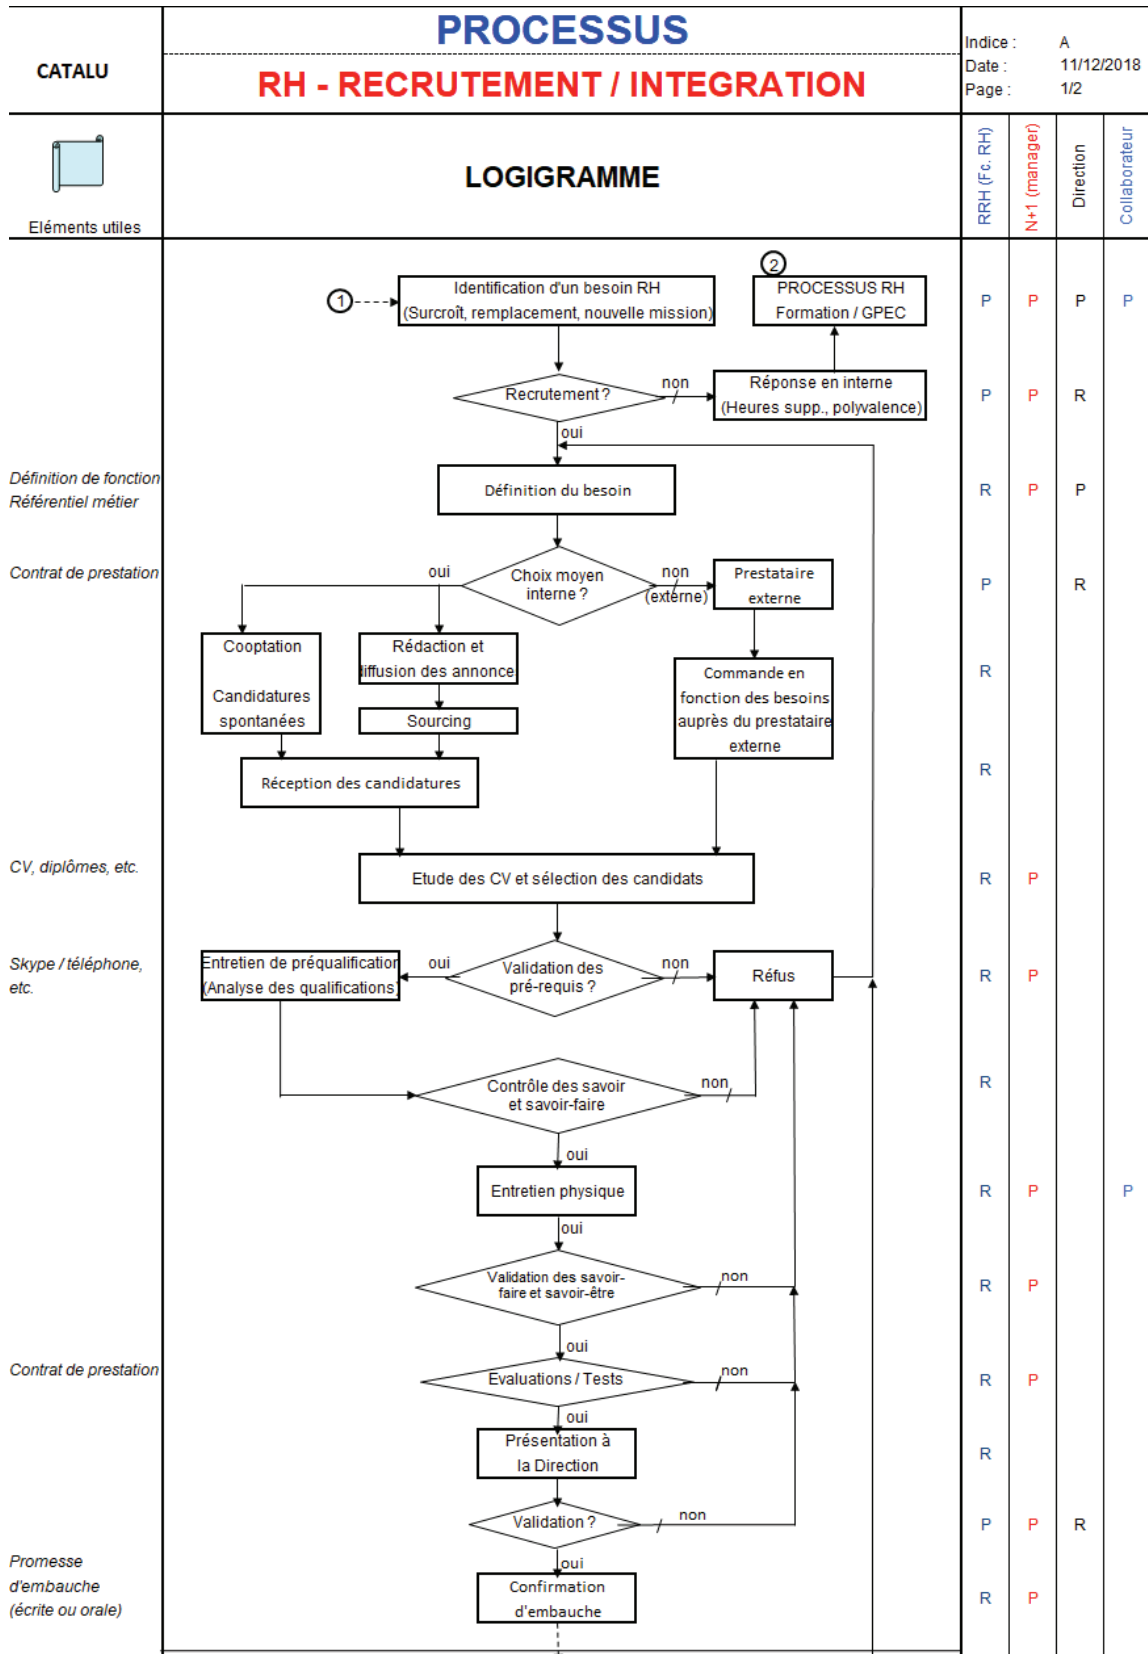 PROCESSUS
CATALU
RH - RECRUTEMENT / INTEGRATION
Indice : A
Date : 11/12/2018
Page : 1/2
Eléments utiles
LOGIGRAMME
RRH (Fc. RH)
N+1 (manager)
Direction
Collaborateur
1
Identification d'un besoin RH
(Surcroît, remplacement, nouvelle mission)
2
PROCESSUS RH
Formation / GPEC
P P P P
Recrutement ?
non
Réponse en interne
(Heures supp., polyvalence)
P P R
oui
Définition de fonction
Référentiel métier
Définition du besoin
R P P
Contrat de prestation
oui
Choix moyen
interne ?
non
(externe)
Prestataire
externe
P R
Cooptation
Candidatures
spontanées
Rédaction et
iffusion des annonce
Sourcing
Commande en
fonction des besoins
auprès du prestataire
externe
R
Réception des candidatures
R
CV, diplômes, etc.
Etude des CV et sélection des candidats
R P
Skype / téléphone,
etc.
Entretien de préqualification
(Analyse des qualifications)
oui
Validation des
pré-requis ?
non
Réfus
R P
Contrôle des savoir
et savoir-faire
non
R
oui
Entretien physique
R P P
oui
Validation des savoir-
faire et savoir-être
non
R P
oui
Contrat de prestation
Evaluations / Tests
non
R P
oui
Présentation à
la Direction
R
Validation ?
non
P P R
oui
Promesse
d'embauche
(écrite ou orale)
Confirmation
d'embauche
R P